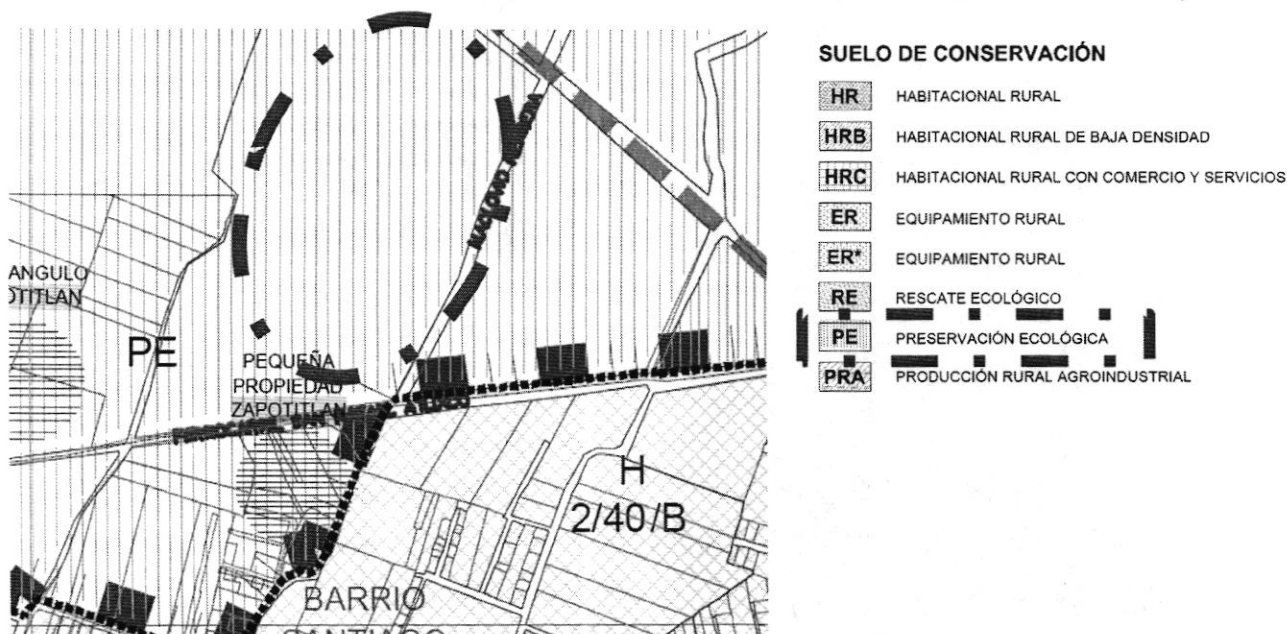 ANGULO
OTITLAN
PE
PEQUEÑA
PROPIEDAD
ZAPOTITLAN
H
2/40/B
BARRIO
SANTIAGO
SUELO DE CONSERVACIÓN
HR HABITACIONAL RURAL
HRB HABITACIONAL RURAL DE BAJA DENSIDAD
HRC HABITACIONAL RURAL CON COMERCIO Y SERVICIOS
ER EQUIPAMIENTO RURAL
ER* EQUIPAMIENTO RURAL
RE RESCATE ECOLÓGICO
PE PRESERVACIÓN ECOLÓGICA
PRA PRODUCCIÓN RURAL AGROINDUSTRIAL